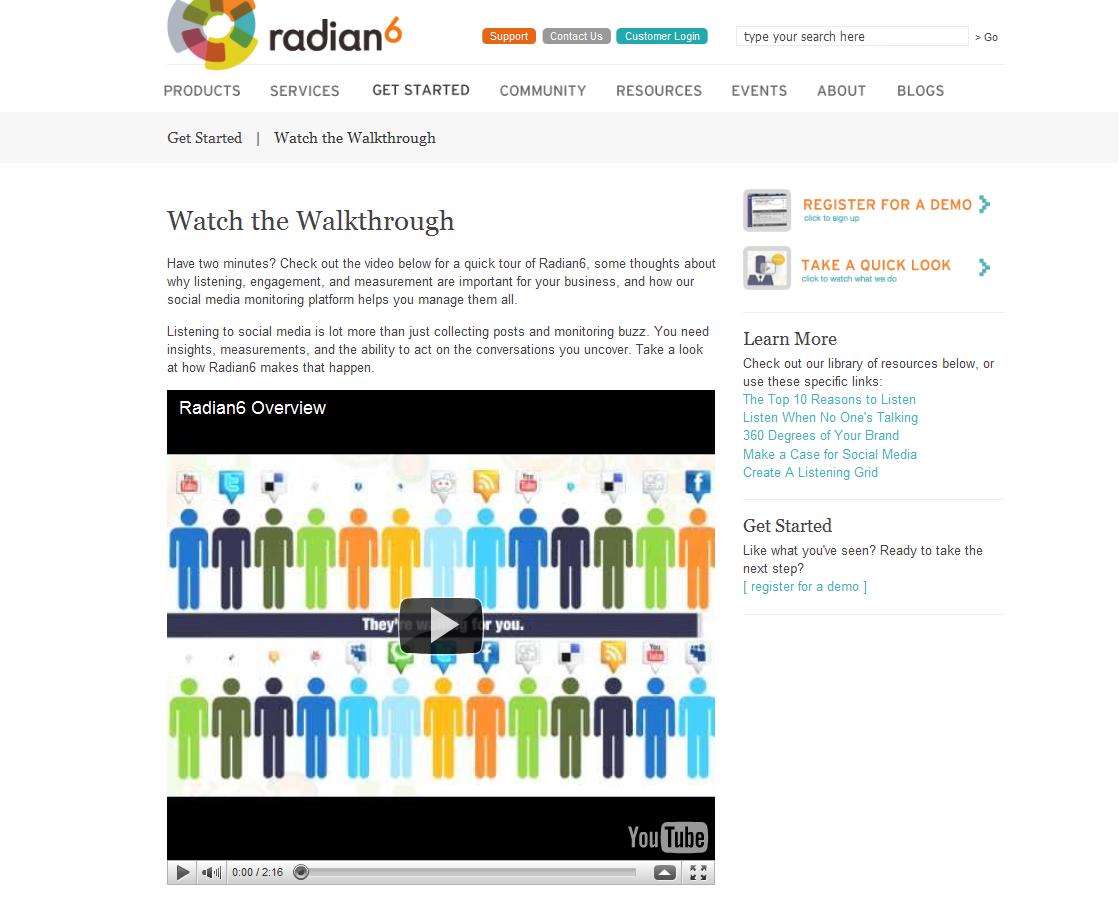 radian6
Support
Contact Us
Customer Login
type your search here
> Go
PRODUCTS
SERVICES
GET STARTED
COMMUNITY
RESOURCES
EVENTS
ABOUT
BLOGS
Get Started | Watch the Walkthrough
Watch the Walkthrough
Have two minutes? Check out the video below for a quick tour of Radian6, some thoughts about
why listening, engagement, and measurement are important for your business, and how our
social media monitoring platform helps you manage them all.
Listening to social media is lot more than just collecting posts and monitoring buzz. You need
insights, measurements, and the ability to act on the conversations you uncover. Take a look
at how Radian6 makes that happen.
Radian6 Overview
You Tube
You Tube
They're waiting for you.
You Tube
YouTube
0:00 / 2:16
REGISTER FOR A DEMO
click to sign up
TAKE A QUICK LOOK
click to watch what we do
Learn More
Check out our library of resources below, or
use these specific links:
The Top 10 Reasons to Listen
Listen When No One's Talking
360 Degrees of Your Brand
Make a Case for Social Media
Create A Listening Grid
Get Started
Like what you've seen? Ready to take the
next step?
[ register for a demo ]